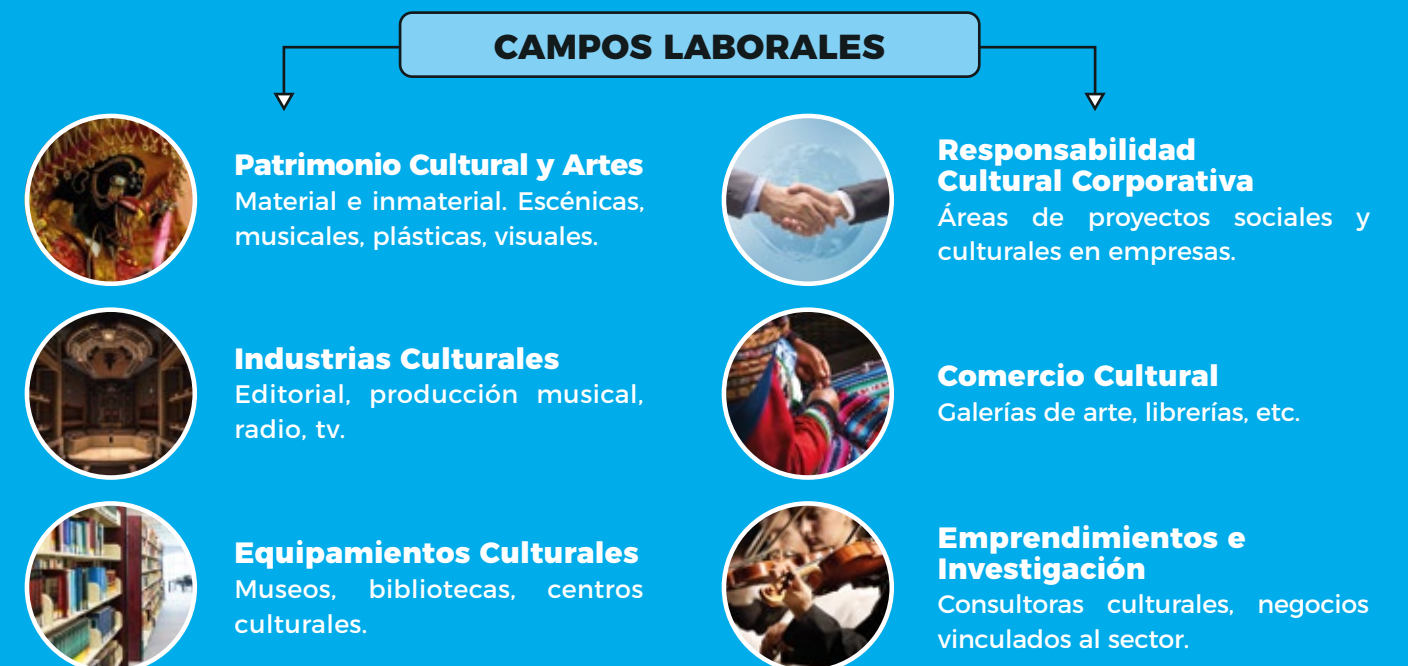 CAMPOS LABORALES
Patrimonio Cultural y Artes
Material e inmaterial. Escénicas,
musicales, plásticas, visuales.
Industrias Culturales
Editorial, producción musical,
radio, tv.
Equipamientos Culturales
Museos, bibliotecas, centros
culturales.
Responsabilidad
Cultural Corporativa
Áreas de proyectos sociales y
culturales en empresas.
Comercio Cultural
Galerías de arte, librerías, etc.
Emprendimientos e
Investigación
Consultoras culturales, negocios
vinculados al sector.